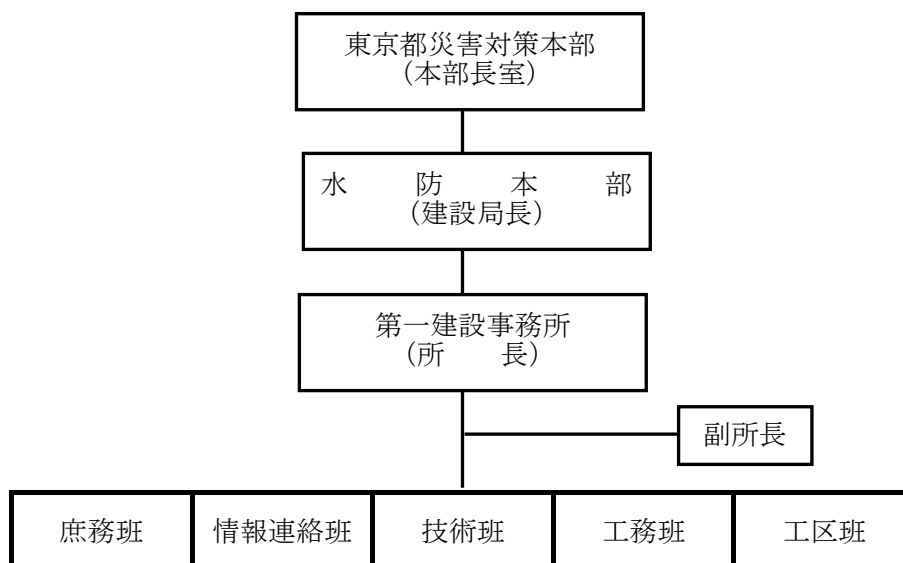 東京都災害対策本部
(本部長室)
水 防 本 部
(建設局長)
第一建設事務所
(所 長)
副所長
庶務班 情報連絡班 技術班 工務班 工区班